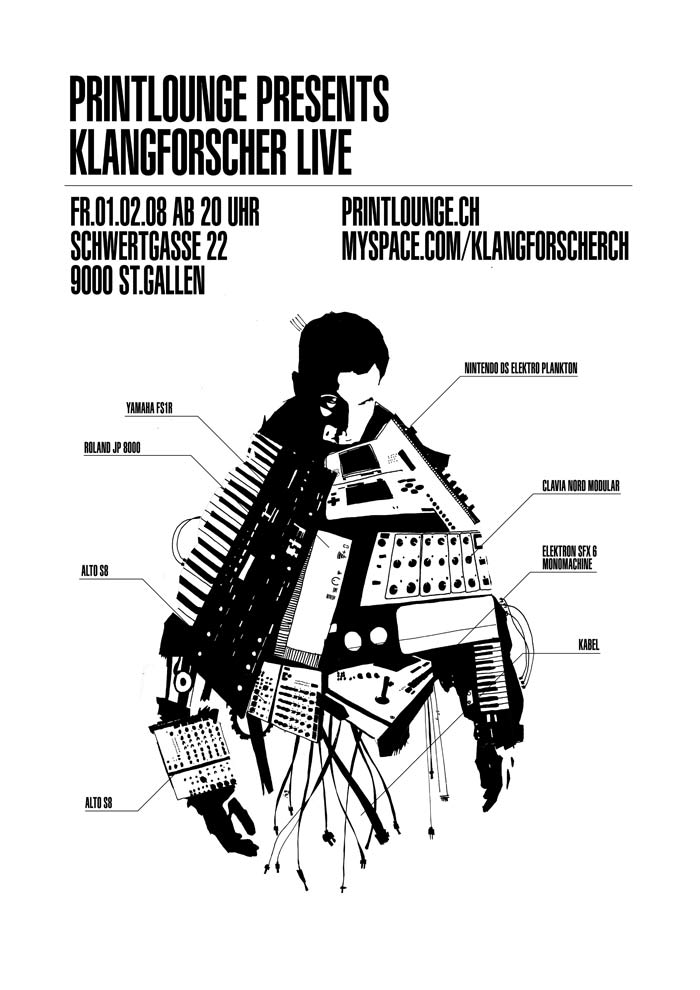 PRINTLOUNGE PRESENTS
KLANGFORSCHER LIVE
FR.01.02.08 AB 20 UHR
SCHWERTGASSE 22
9000 ST.GALLEN
PRINTLOUNGE.CH
MYSPACE.COM/KLANGFORSCHERCH
NINTENDO DS ELEKTRO PLANKTON
YAMAHA FS1R
ROLAND JP 8000
CLAVIA NORD MODULAR
ELEKTRON SFX 6
MONOMACHINE
ALTO S8
KABEL
ALTO S8